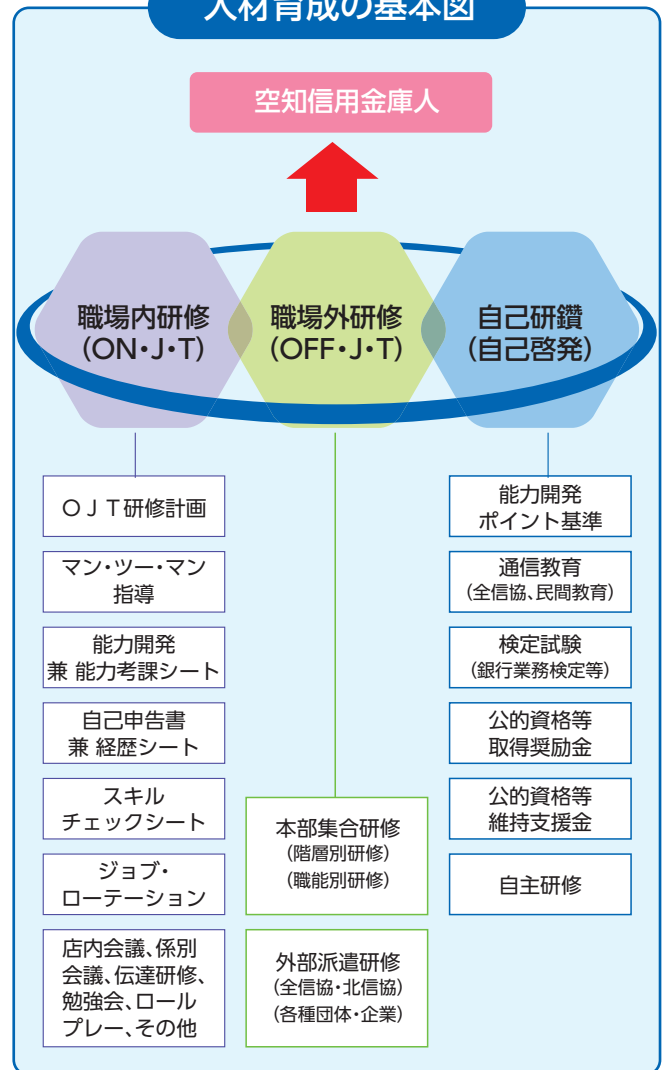 人材育成の基本図
空知信用金庫人
職場内研修
(ON・J・T)
職場外研修
(OFF・J・T)
自己研鑽
(自己啓発)
ＯＪＴ研修計画
マン・ツー・マン
指導
能力開発
兼 能力考課シート
自己申告書
兼 経歴シート
スキル
チェックシート
ジョブ・
ローテーション
店内会議、係別
会議、伝達研修、
勉強会、ロール
プレー、その他
本部集合研修
(階層別研修)
(職能別研修)
外部派遣研修
(全信協・北信協)
(各種団体・企業)
能力開発
ポイント基準
通信教育
(全信協、民間教育)
検定試験
(銀行業務検定等)
公的資格等
取得奨励金
公的資格等
維持支援金
自主研修